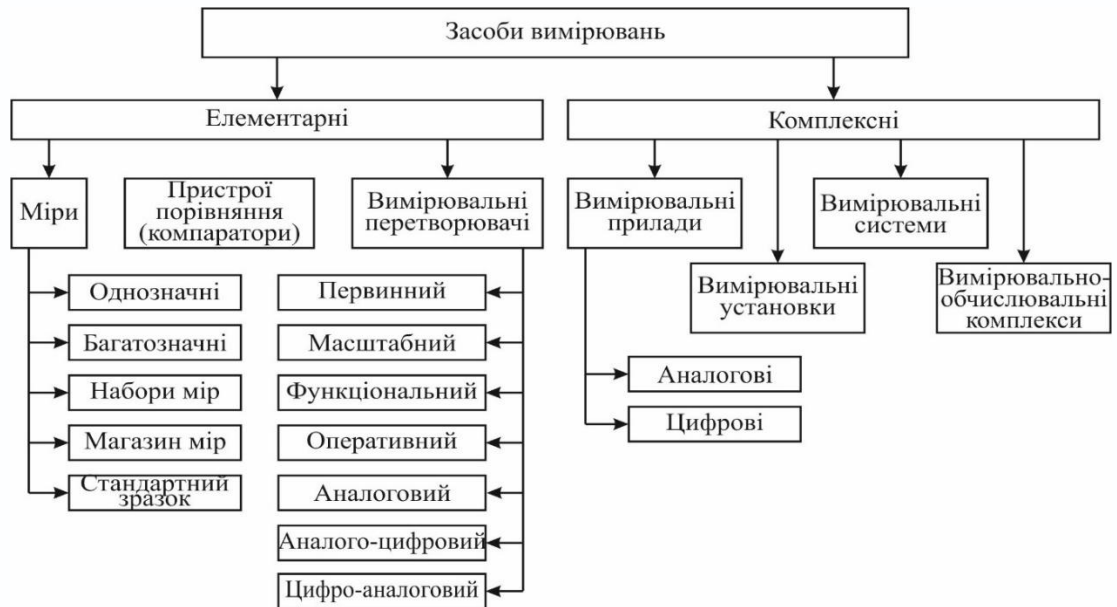 Засоби вимірювань
Елементарні
Комплексні
Міри
Пристрої
порівняння
(компаратори)
Вимірювальні
перетворювачі
Вимірювальні
прилади
Вимірювальні
системи
Вимірювальні
установки
Вимірювально-
обчислювальні
комплекси
Однозначні
Багатозначні
Набори мір
Магазин мір
Стандартний
зразок
Первинний
Масштабний
Функціональний
Оперативний
Аналоговий
Аналого-цифровий
Цифро-аналоговий
Аналогові
Цифрові